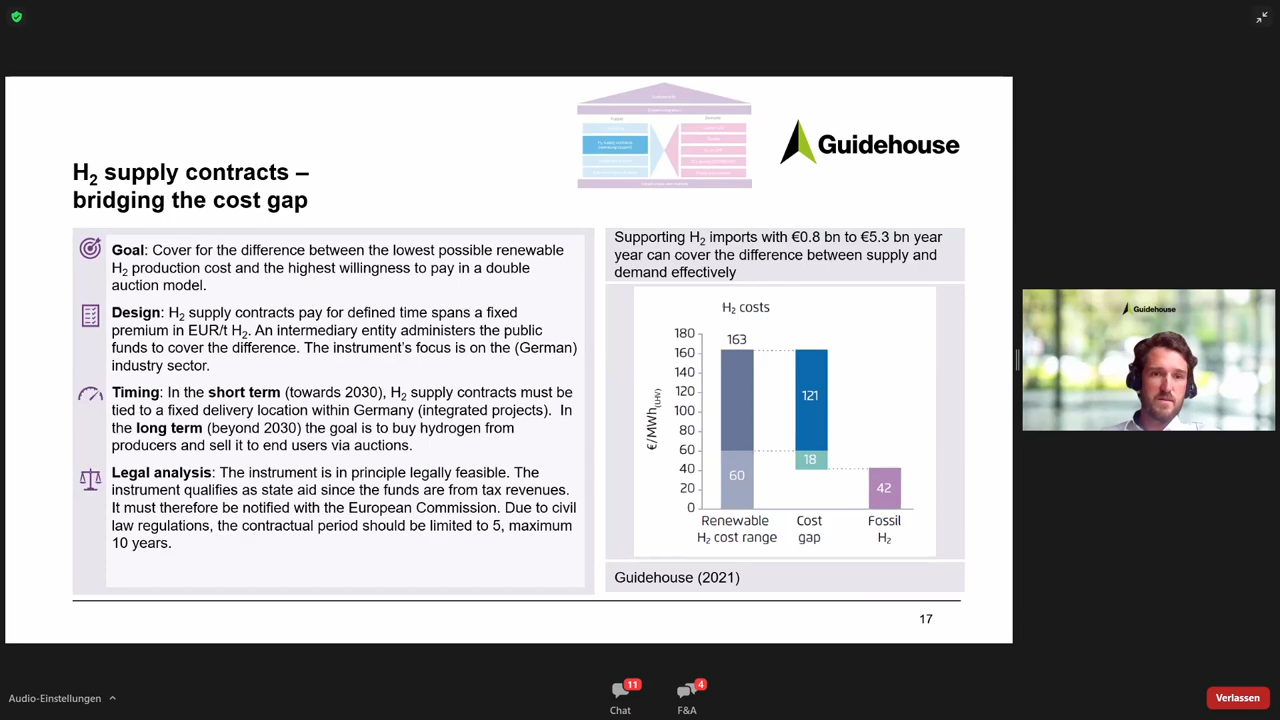 Guidehouse
H₂ supply contracts –
bridging the cost gap
Supply
Demand
Goal: Cover for the difference between the lowest possible renewable
H₂ production cost and the highest willingness to pay in a double
auction model.
Design: H₂ supply contracts pay for defined time spans a fixed
premium in EUR/t H₂. An intermediary entity administers the public
funds to cover the difference. The instrument's focus is on the (German)
industry sector.
Timing: In the short term (towards 2030), H₂ supply contracts must be
tied to a fixed delivery location within Germany (integrated projects). In
the long term (beyond 2030) the goal is to buy hydrogen from
producers and sell it to end users via auctions.
Legal analysis: The instrument is in principle legally feasible. The
instrument qualifies as state aid since the funds are from tax revenues.
It must therefore be notified with the European Commission. Due to civil
law regulations, the contractual period should be limited to 5, maximum
10 years.
Supporting H₂ imports with €0.8 bn to €5.3 bn year
year can cover the difference between supply and
demand effectively
H₂ costs
€/MWh(LHV)
180
160
140
120
100
80
60
40
20
0
163
60
121
18
42
Renewable
H₂ cost range
Cost
gap
Fossil
H₂
Guidehouse (2021)
17
Guidehouse
Audio-Einstellungen
11
Chat
4
F&A
Verlassen